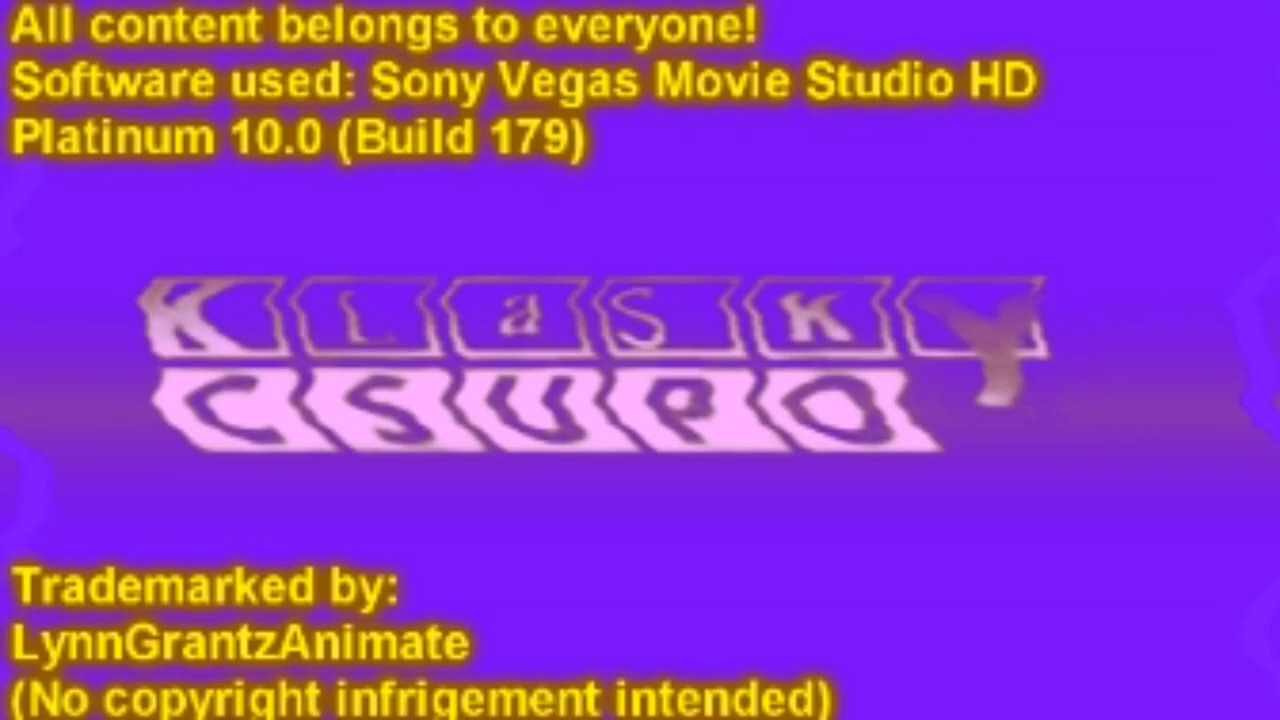 All content belongs to everyone!
Software used: Sony Vegas Movie Studio HD
Platinum 10.0 (Build 179)
KLasKY
CSUPO
Trademarked by:
LynnGrantzAnimate
(No copyright infrigement intended)